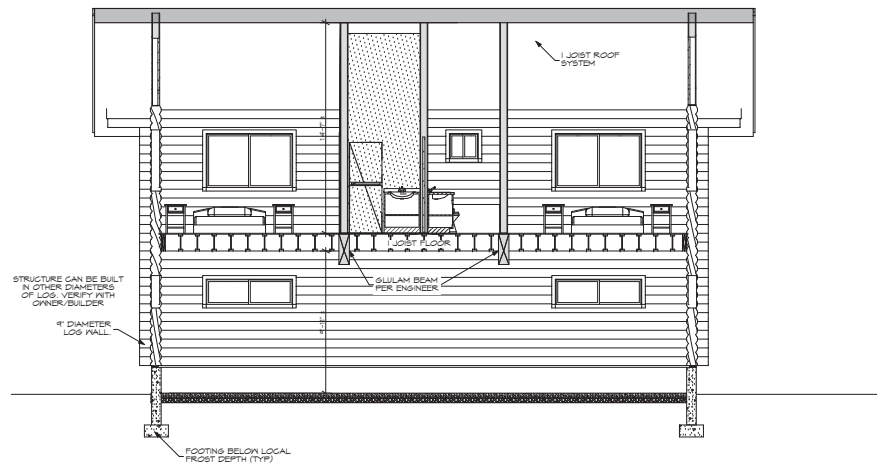 I JOIST ROOF
SYSTEM
I JOIST FLOOR
GLULAM BEAM
PER ENGINEER
STRUCTURE CAN BE BUILT
IN OTHER DIAMETERS
OF LOG. VERIFY WITH
OWNER/BUILDER
9" DIAMETER
LOG WALL.
FOOTING BELOW LOCAL
FROST DEPTH (TYP)